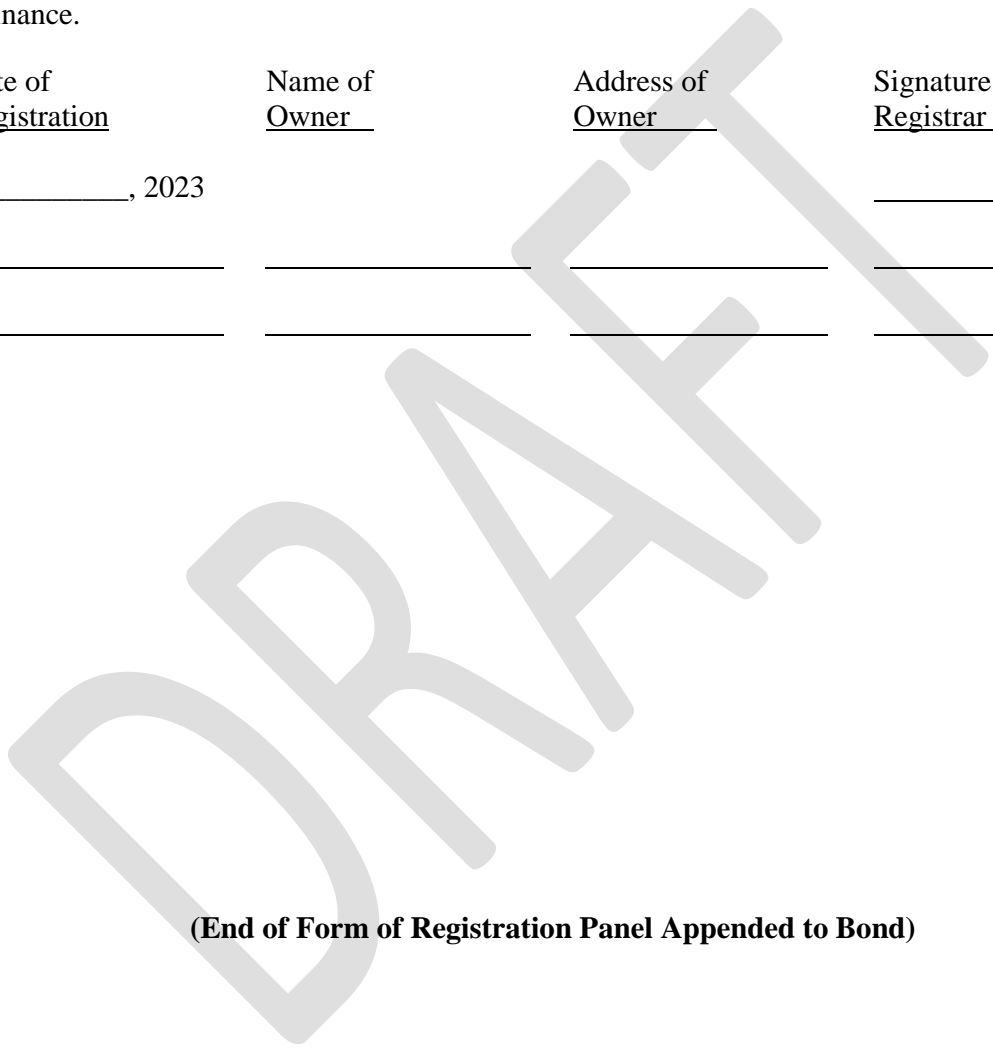 nance.
te of Name of Address of Signature
gistration Owner Owner Registrar
_________, 2023
(End of Form of Registration Panel Appended to Bond)
DRAFT